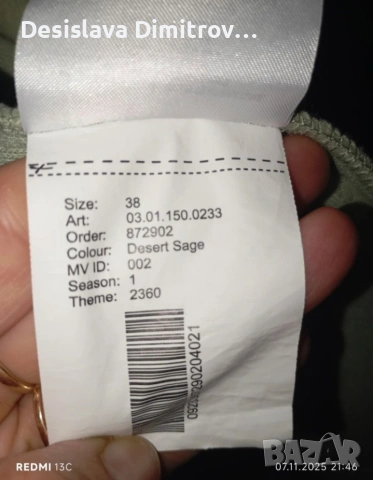 Desislava Dimitrov...
Size: 38
Art: 03.01.150.0233
Order: 872902
Colour: Desert Sage
MV ID: 002
Season: 1
Theme: 2360
REDMI 13C
BAZAR
07.11.2025 21:46